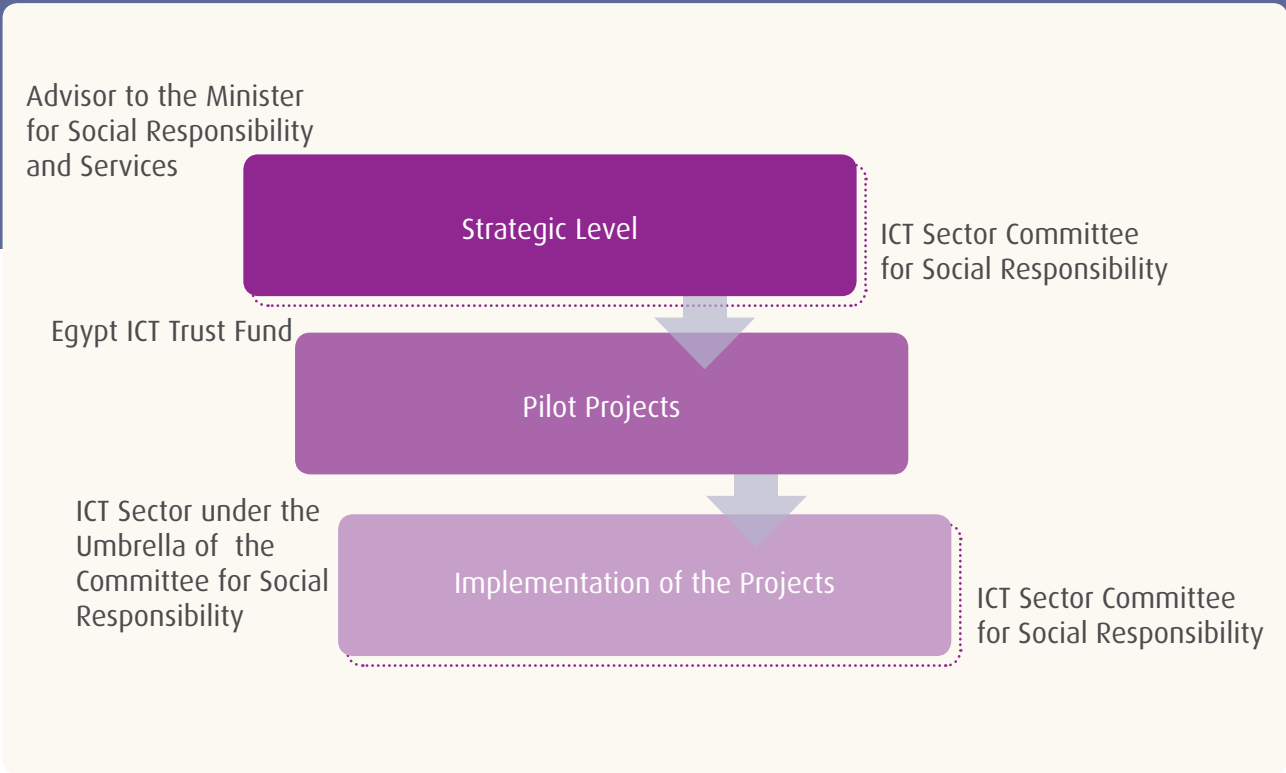 Advisor to the Minister
for Social Responsibility
and Services
Strategic Level
ICT Sector Committee
for Social Responsibility
Egypt ICT Trust Fund
Pilot Projects
ICT Sector under the
Umbrella of the
Committee for Social
Responsibility
Implementation of the Projects
ICT Sector Committee
for Social Responsibility